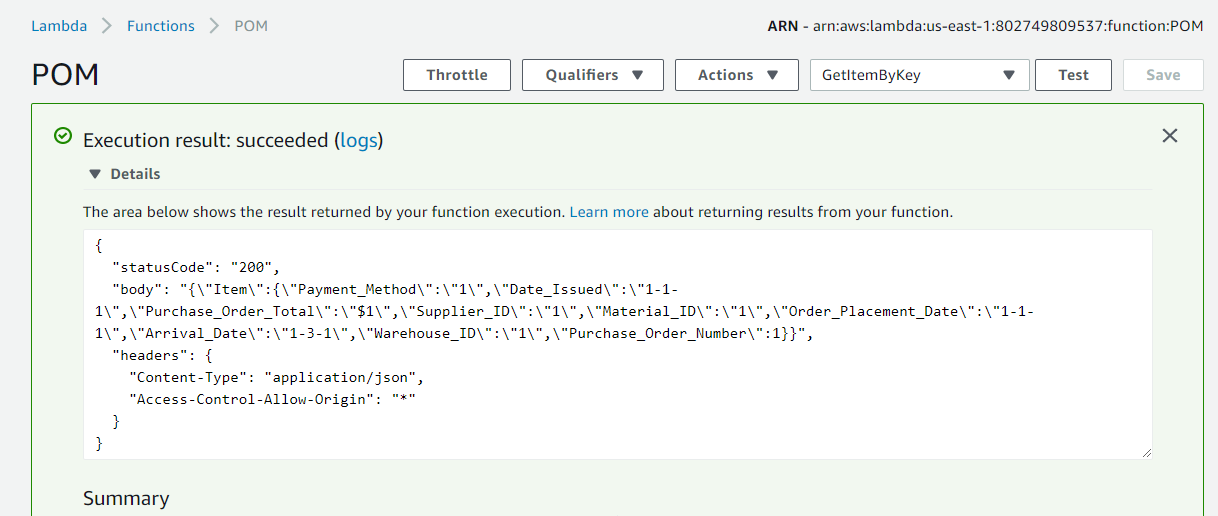 Lambda > Functions > POM
ARN - arn:aws:lambda:us-east-1:802749809537:function:POM
POM
Throttle
Qualifiers
Actions
GetItemByKey
Test
Save
Execution result: succeeded (logs)
Details
The area below shows the result returned by your function execution. Learn more about returning results from your function.
{
  "statusCode": "200",
  "body": "{\"Item\":{\"Payment_Method\":\"1\",\"Date_Issued\":\"1-1-
1\",\"Purchase_Order_Total\":\"$1\",\"Supplier_ID\":\"1\",\"Material_ID\":\"1\",\"Order_Placement_Date\":\"1-1-
1\",\"Arrival_Date\":\"1-3-1\",\"Warehouse_ID\":\"1\",\"Purchase_Order_Number\":1}}",
  "headers": {
    "Content-Type": "application/json",
    "Access-Control-Allow-Origin": "*"
  }
}
Summary